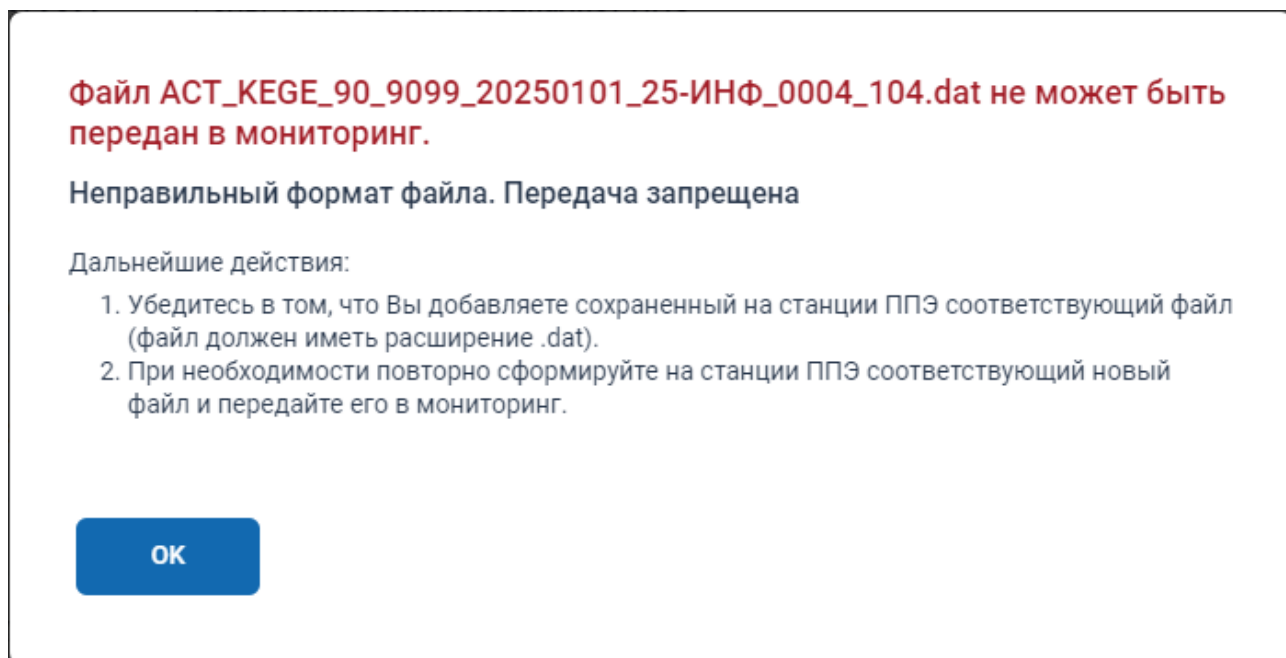 Файл ACT_KEGE_90_9099_20250101_25-ИНФ_0004_104.dat не может быть
передан в мониторинг.
Неправильный формат файла. Передача запрещена
Дальнейшие действия:
1. Убедитесь в том, что Вы добавляете сохраненный на станции ППЭ соответствующий файл
(файл должен иметь расширение .dat).
2. При необходимости повторно сформируйте на станции ППЭ соответствующий новый
файл и передайте его в мониторинг.
ОК